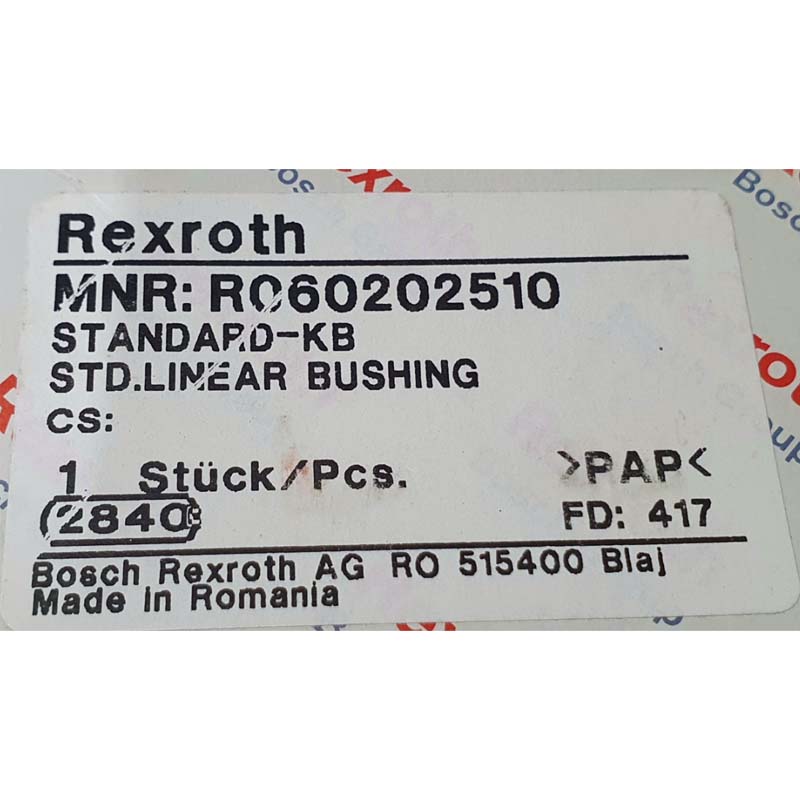 Rexroth
MNR: R060202510
STANDARD-KB
STD.LINEAR BUSHING
CS:
1 Stück/Pcs. >PAP<
(2840) FD: 417
Bosch Rexroth AG RO 515400 Blaj
Made in Romania